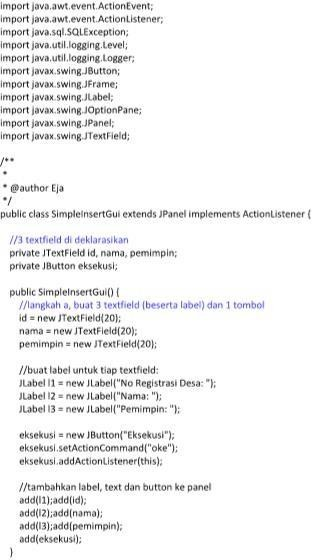 import java.awt.event.ActionEvent;
import java.awt.event.ActionListener;
import java.sql.SQLException;
import java.util.logging.Level;
import java.util.logging.Logger;
import javax.swing.JButton;
import javax.swing.JFrame;
import javax.swing.JLabel;
import javax.swing.JOptionPane;
import javax.swing.JPanel;
import javax.swing.JTextField;
/**
*
* @author Eja
*/
public class SimpleInsertGui extends JPanel implements ActionListener {
//3 textfield di deklarasikan
private JTextField id, nama, pemimpin;
private JButton eksekusi;
public SimpleInsertGui() {
//langkah a, buat 3 textfield (beserta label) dan 1 tombol
id = new JTextField(20);
nama = new JTextField(20);
pemimpin = new JTextField(20);
//buat label untuk tiap textfield:
JLabel l1 = new JLabel("No Registrasi Desa: ");
JLabel l2 = new JLabel("Nama: ");
JLabel l3 = new JLabel("Pemimpin: ");
eksekusi = new JButton("Eksekusi");
eksekusi.setActionCommand("oke");
eksekusi.addActionListener(this);
//tambahkan label, text dan button ke panel
add(l1);add(id);
add(l2);add(nama);
add(l3);add(pemimpin);
add(eksekusi);
}